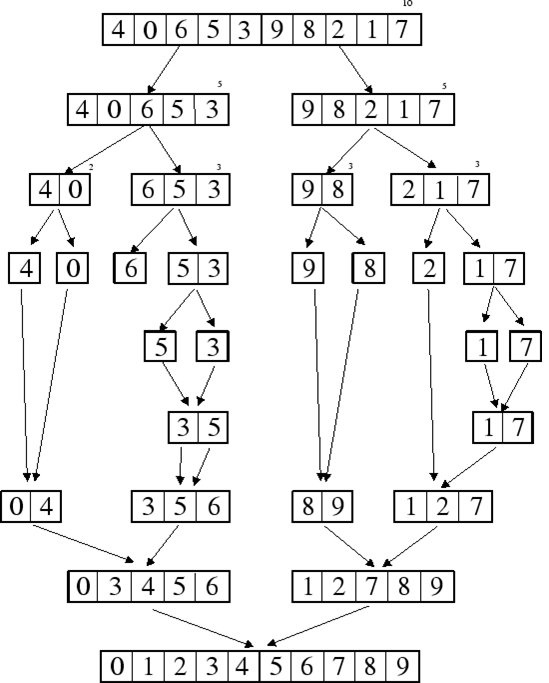 10
4 0 6 5 3 9 8 2 1 7
5 5
4 0 6 5 3 9 8 2 1 7
2 3 3 3
4 0 6 5 3 9 8 2 1 7
4 0 6 5 3 9 8 2 1 7
5 3 1 7
3 5 1 7
0 4 3 5 6 8 9 1 2 7
0 3 4 5 6 1 2 7 8 9
0 1 2 3 4 5 6 7 8 9